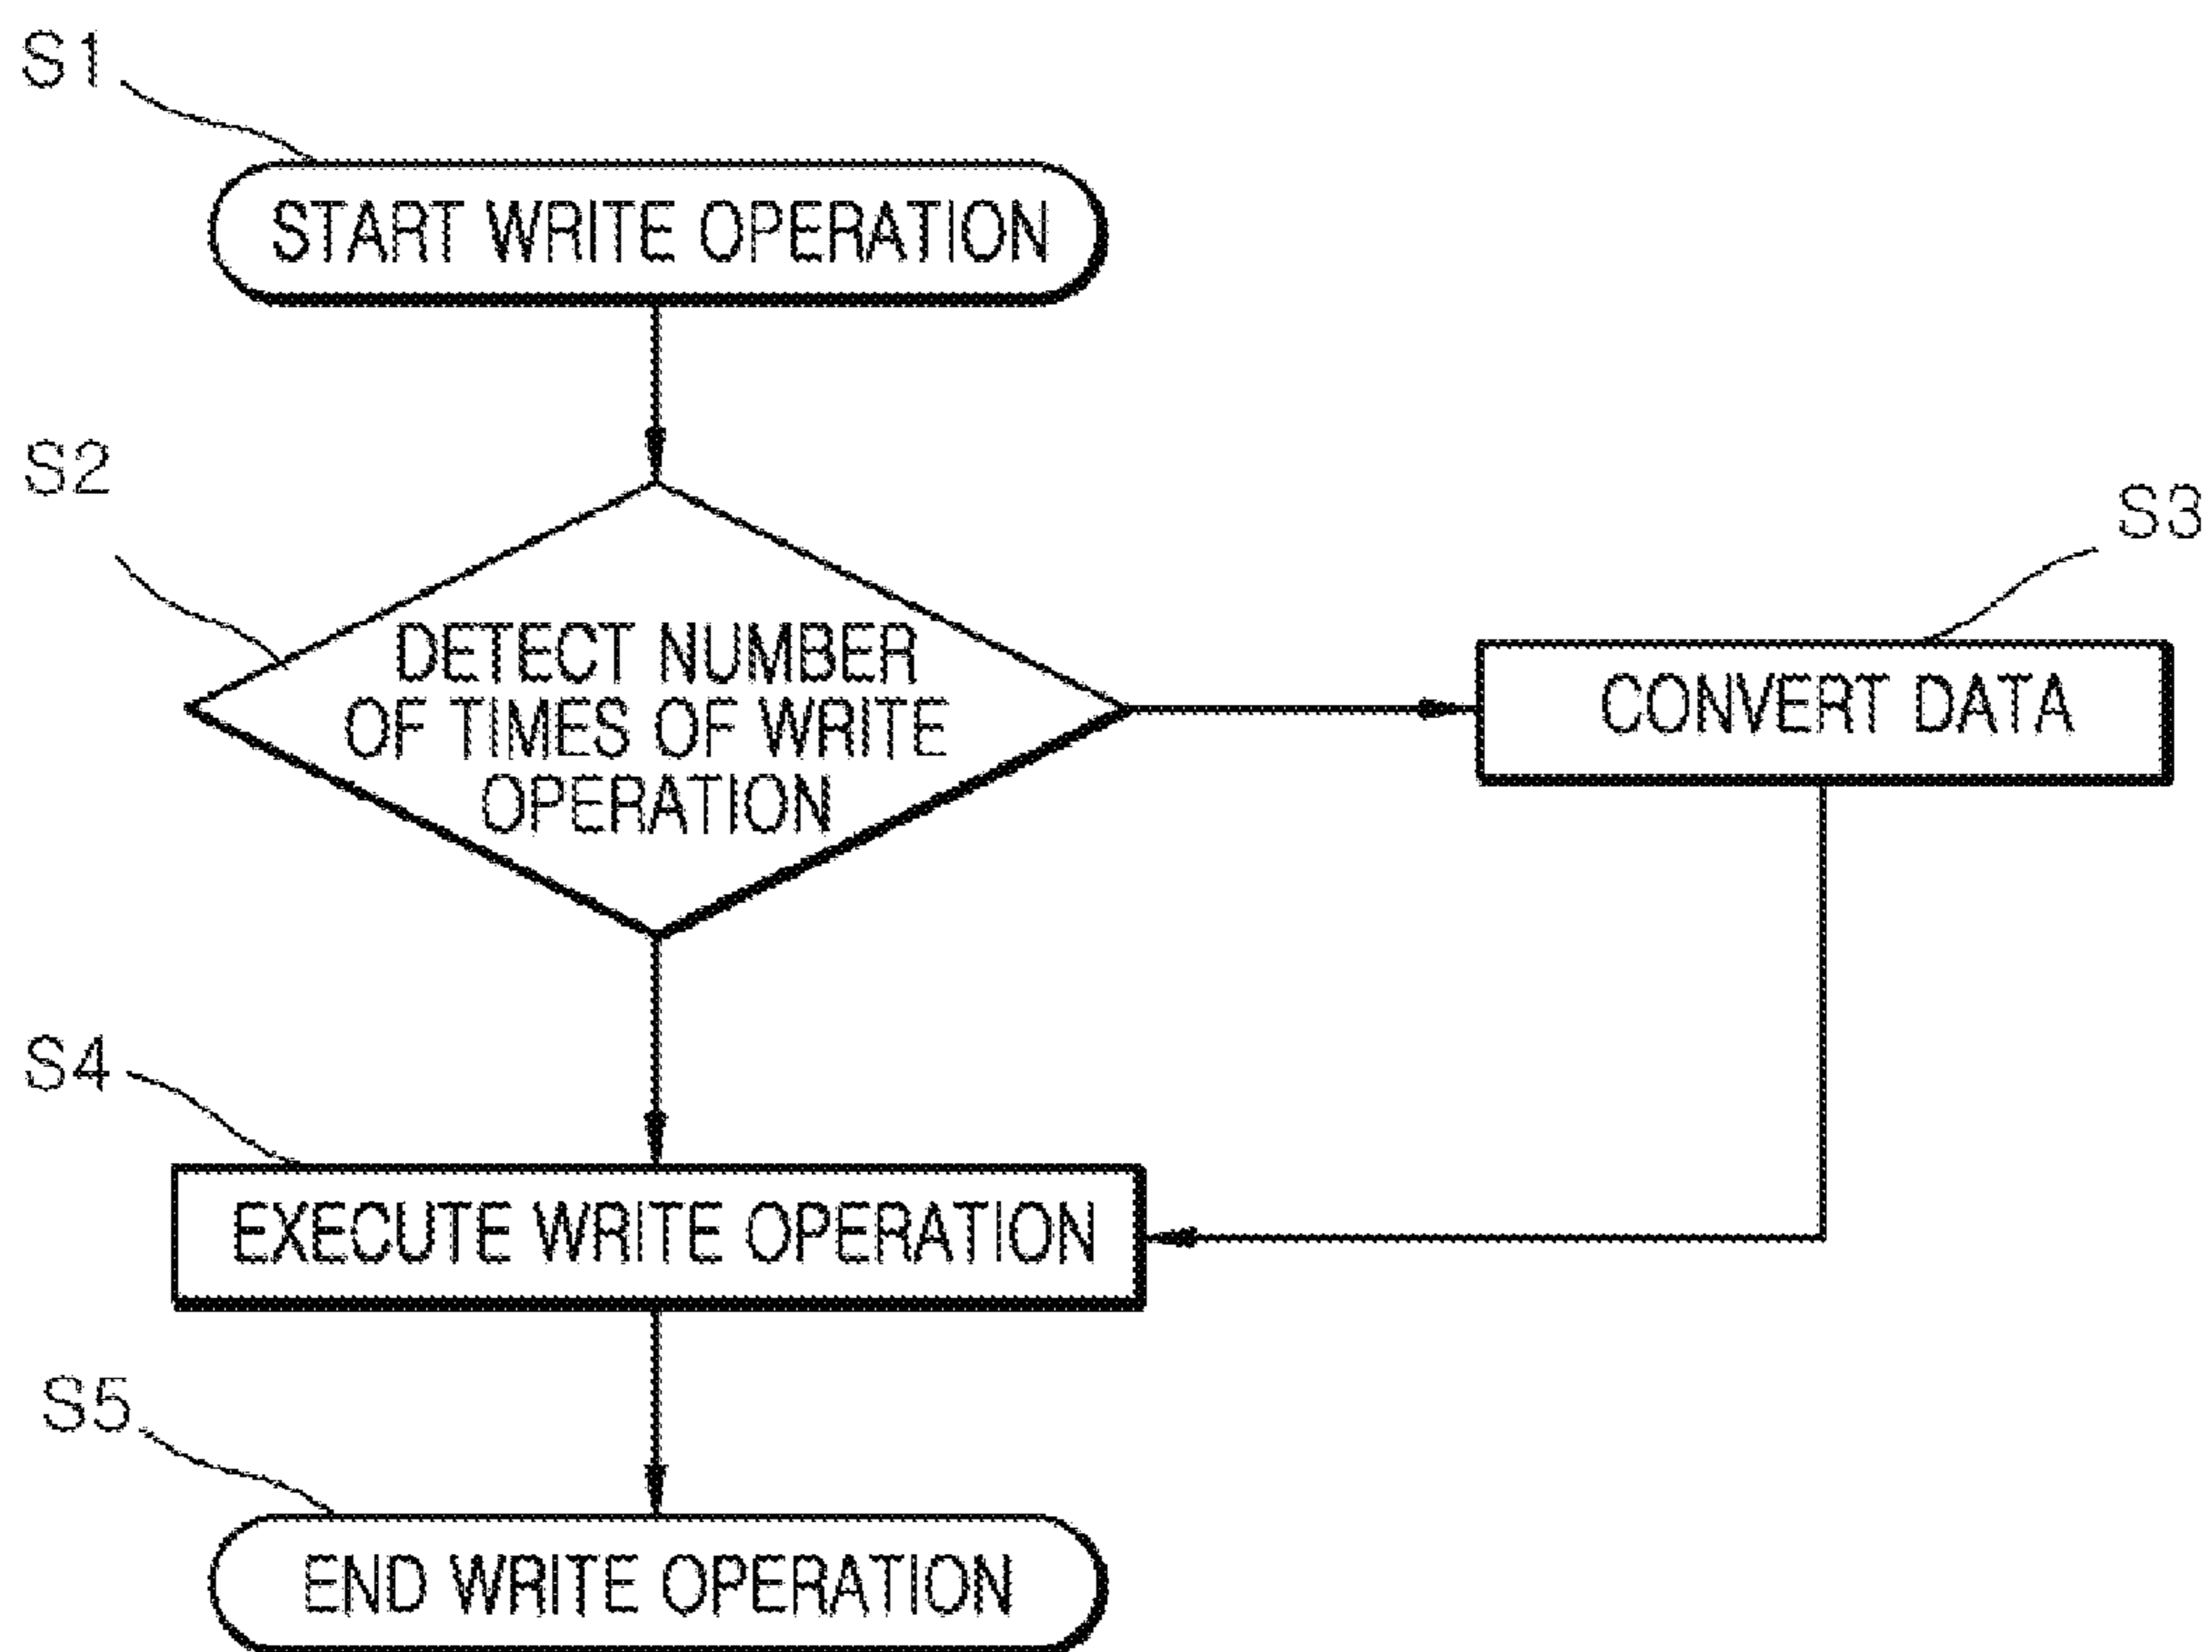 S1
START WRITE OPERATION
S2
S3
DETECT NUMBER
OF TIMES OF WRITE
OPERATION
CONVERT DATA
S4
EXECUTE WRITE OPERATION
S5
END WRITE OPERATION